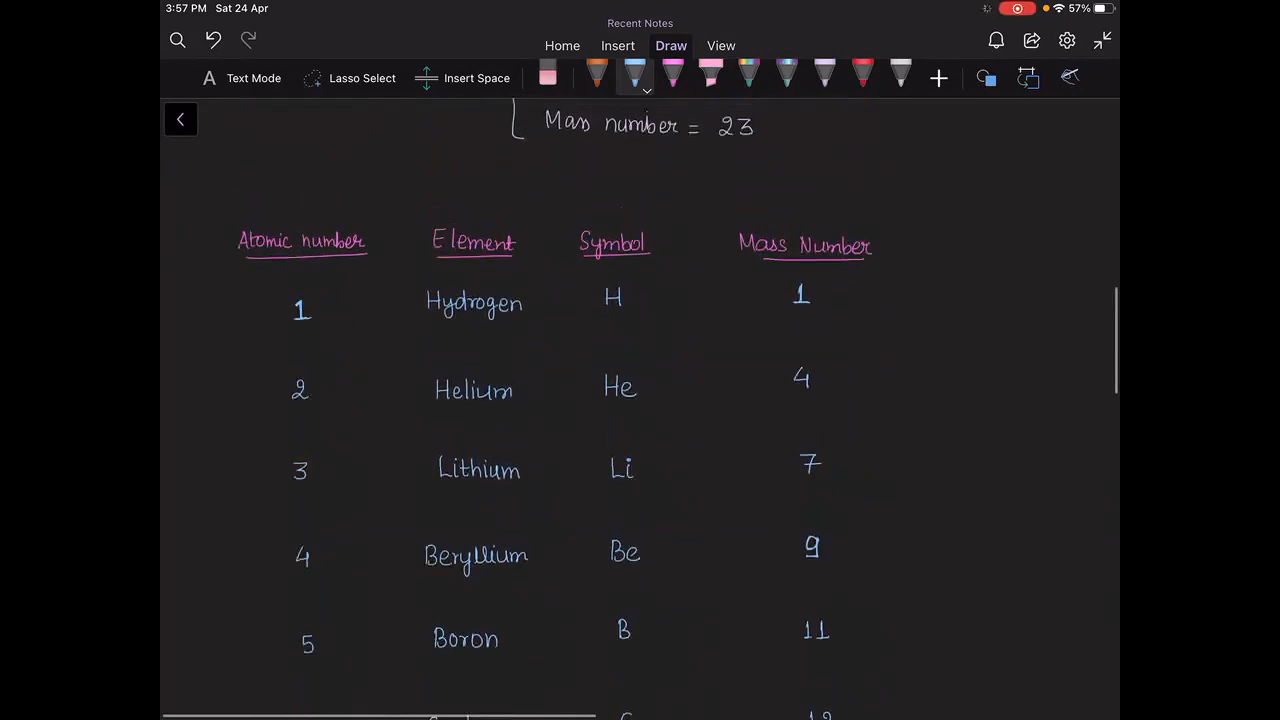 3:57 PM Sat 24 Apr 57%
Recent Notes
Home Insert Draw View
A Text Mode Lasso Select Insert Space
Mass number = 23
Atomic number Element Symbol Mass Number
1 Hydrogen H 1
2 Helium He 4
3 Lithium Li 7
4 Beryllium Be 9
5 Boron B 11